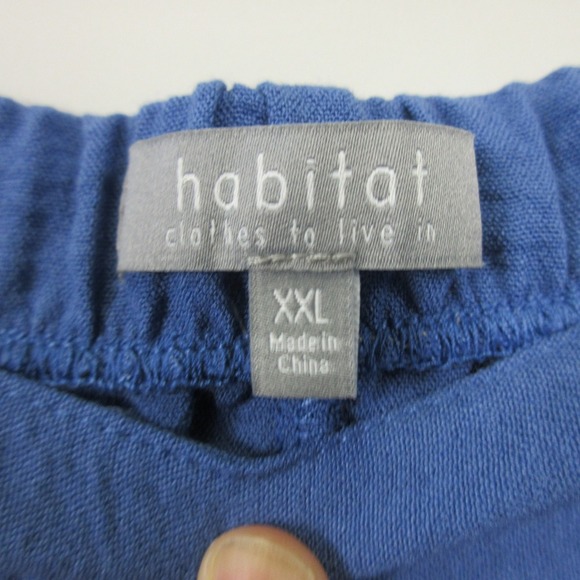 habitat
clothes to live in
XXL
Made in
China